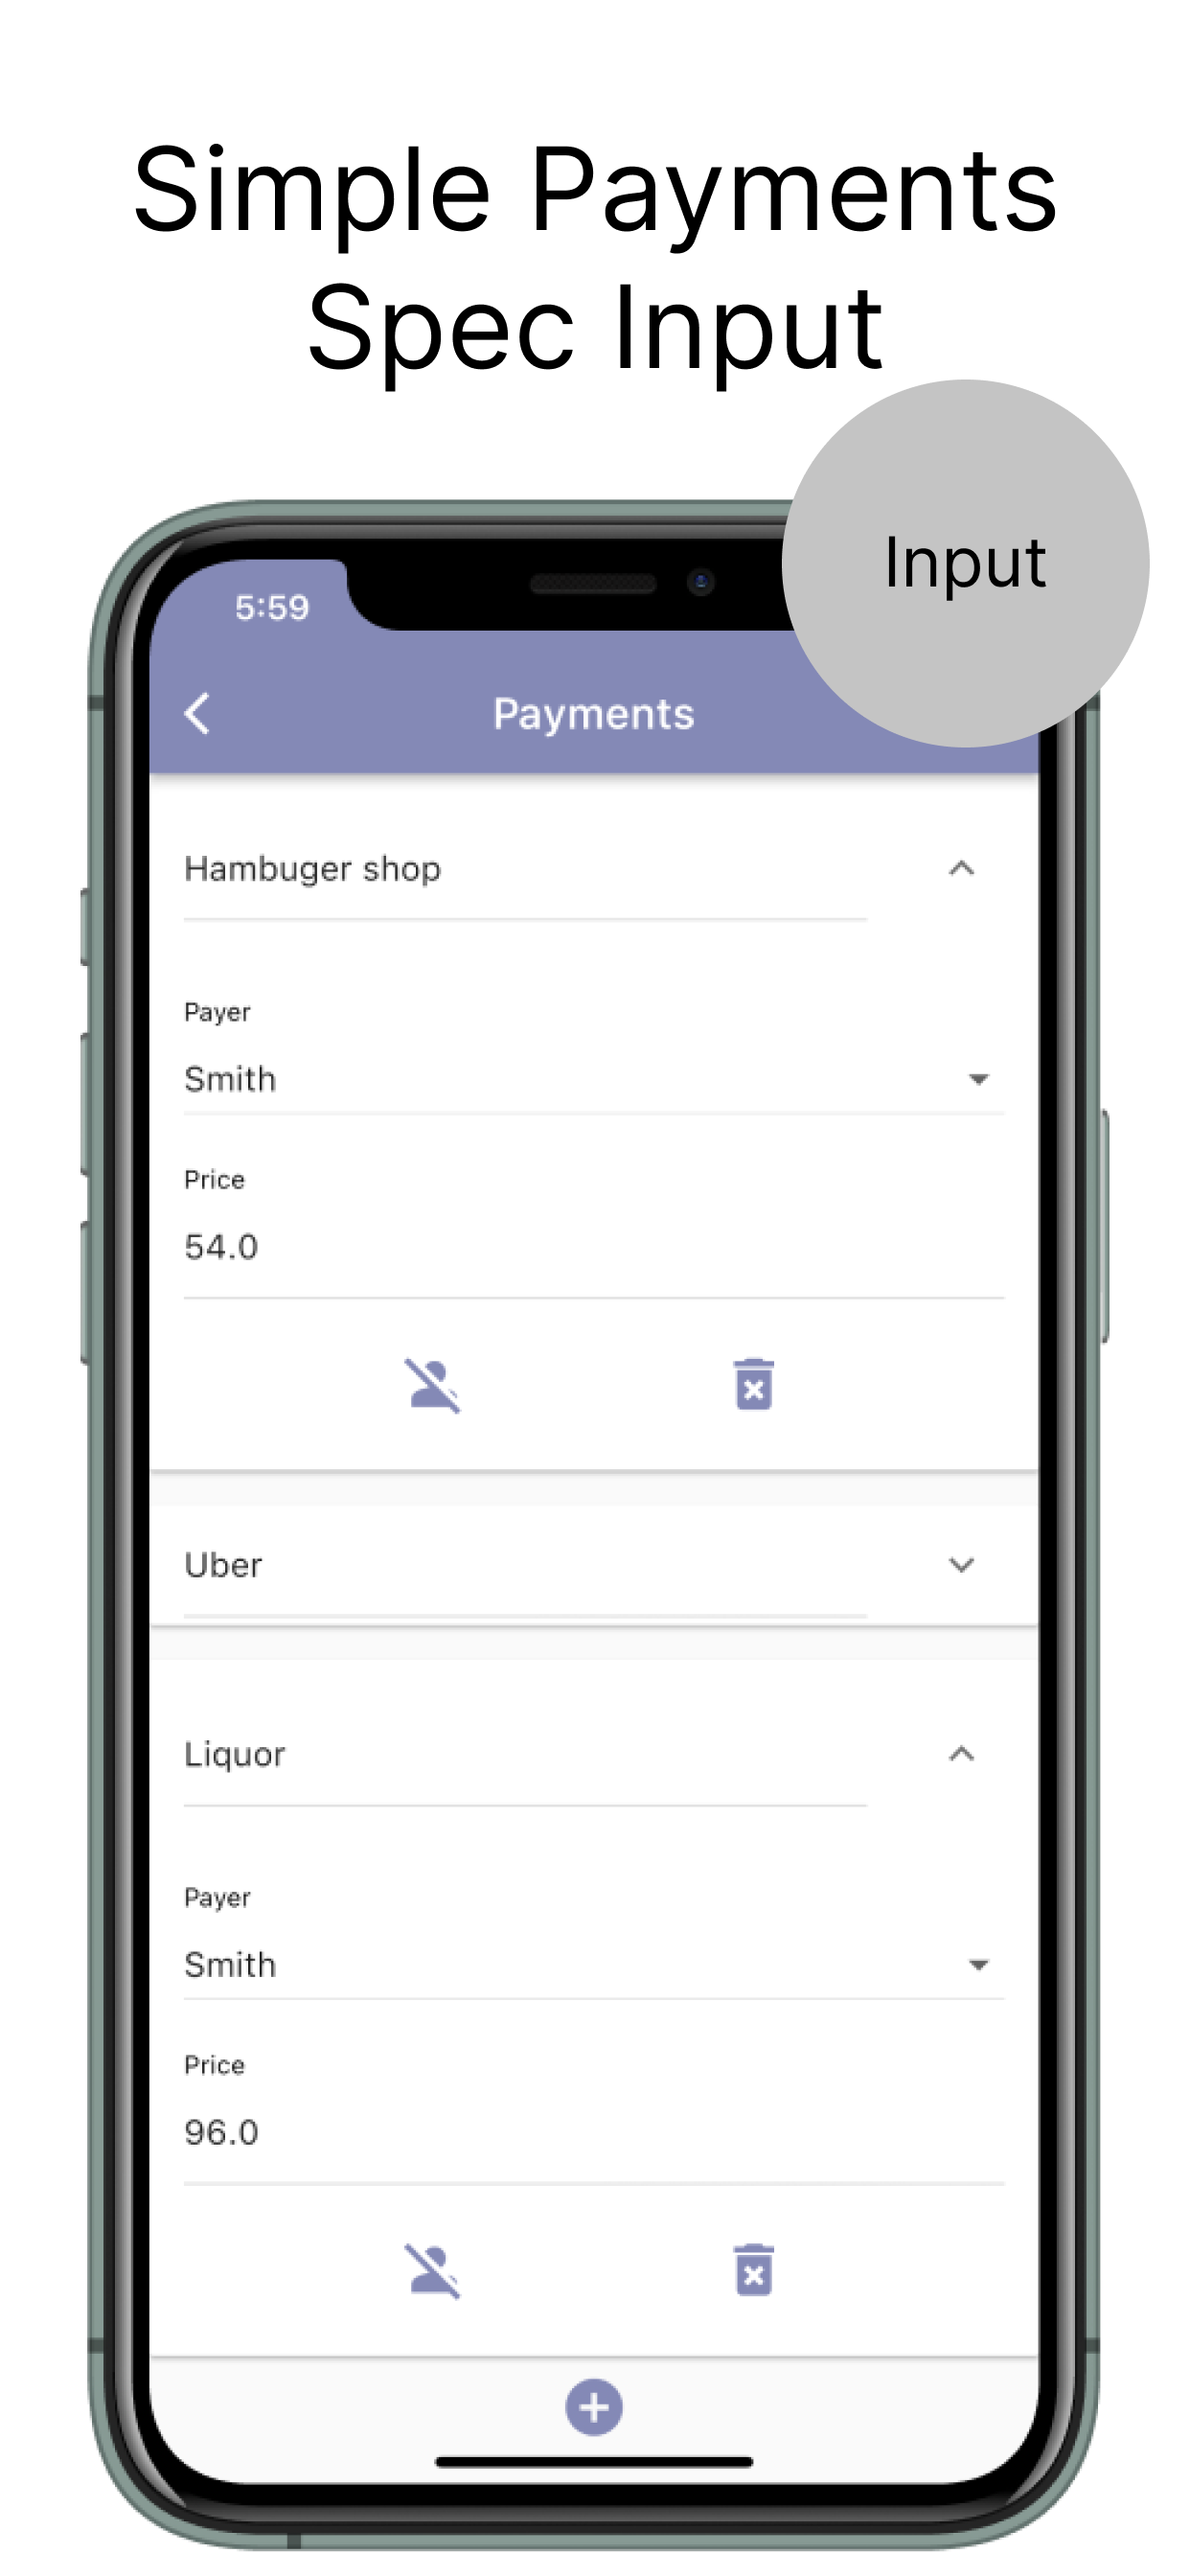 Simple Payments
Spec Input
Input
5:59
Payments
Hambuger shop
Payer
Smith
Price
54.0
Uber
Liquor
Payer
Smith
Price
96.0